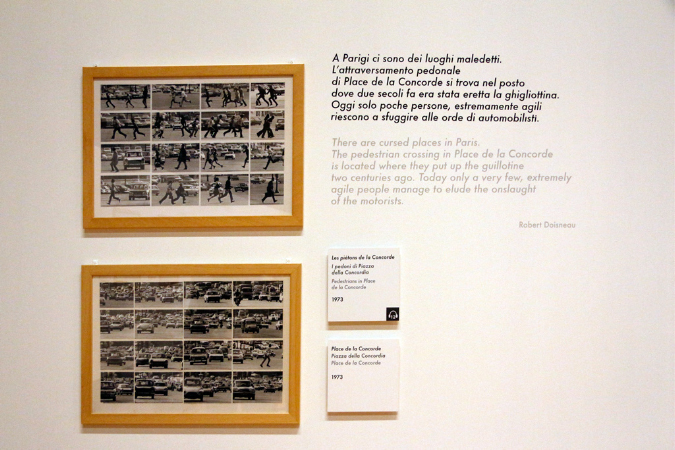 A Parigi ci sono dei luoghi maledetti.
L'attraversamento pedonale
di Place de la Concorde si trova nel posto
dove due secoli fa era stata eretta la ghigliottina.
Oggi solo poche persone, estremamente agili
riescono a sfuggire alle orde di automobilisti.
There are cursed places in Paris.
The pedestrian crossing in Place de la Concorde
is located where they put up the guillotine
two centuries ago. Today only a very few, extremely
agile people manage to elude the onslaught
of the motorists.
Robert Doisneau
Les piétons de la Concorde
I pedoni di Piazza
della Concordia
Pedestrians in Place
de la Concorde
1973
Place de la Concorde
Piazza della Concordia
Place de la Concorde
1973